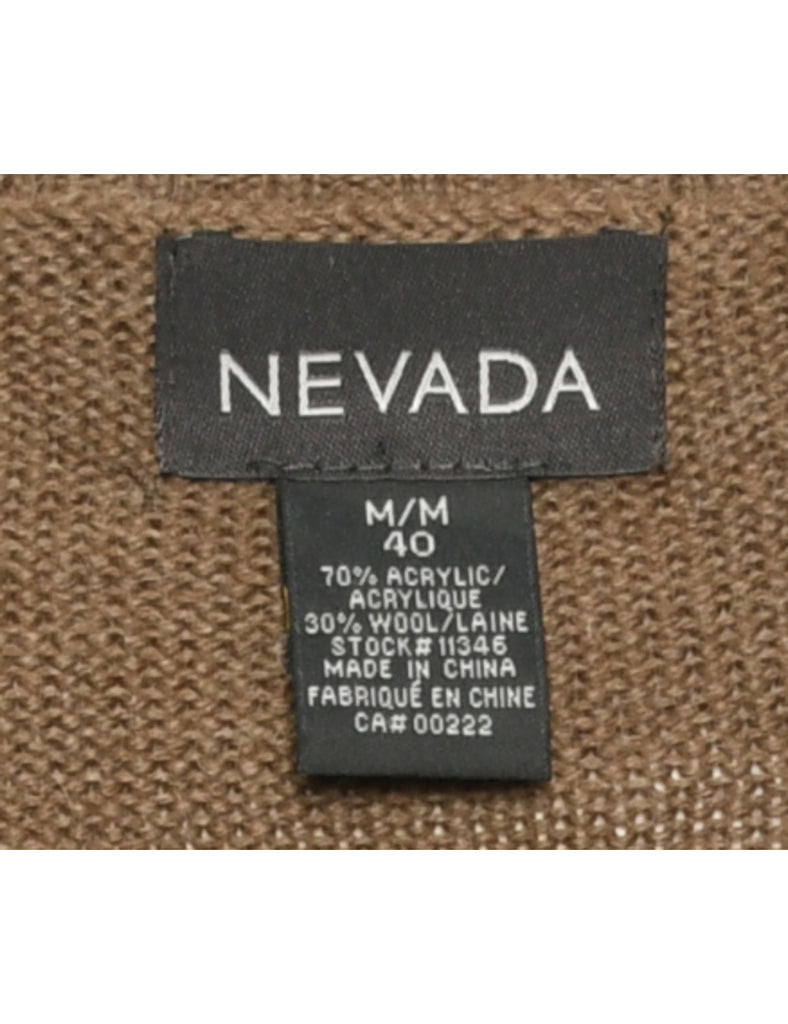 NEVADA
M/M
40
70% ACRYLIC/
ACRYLIQUE
30% WOOL/LAINE
STOCK# 11346
MADE IN CHINA
FABRIQUÉ EN CHINE
CA# 00222